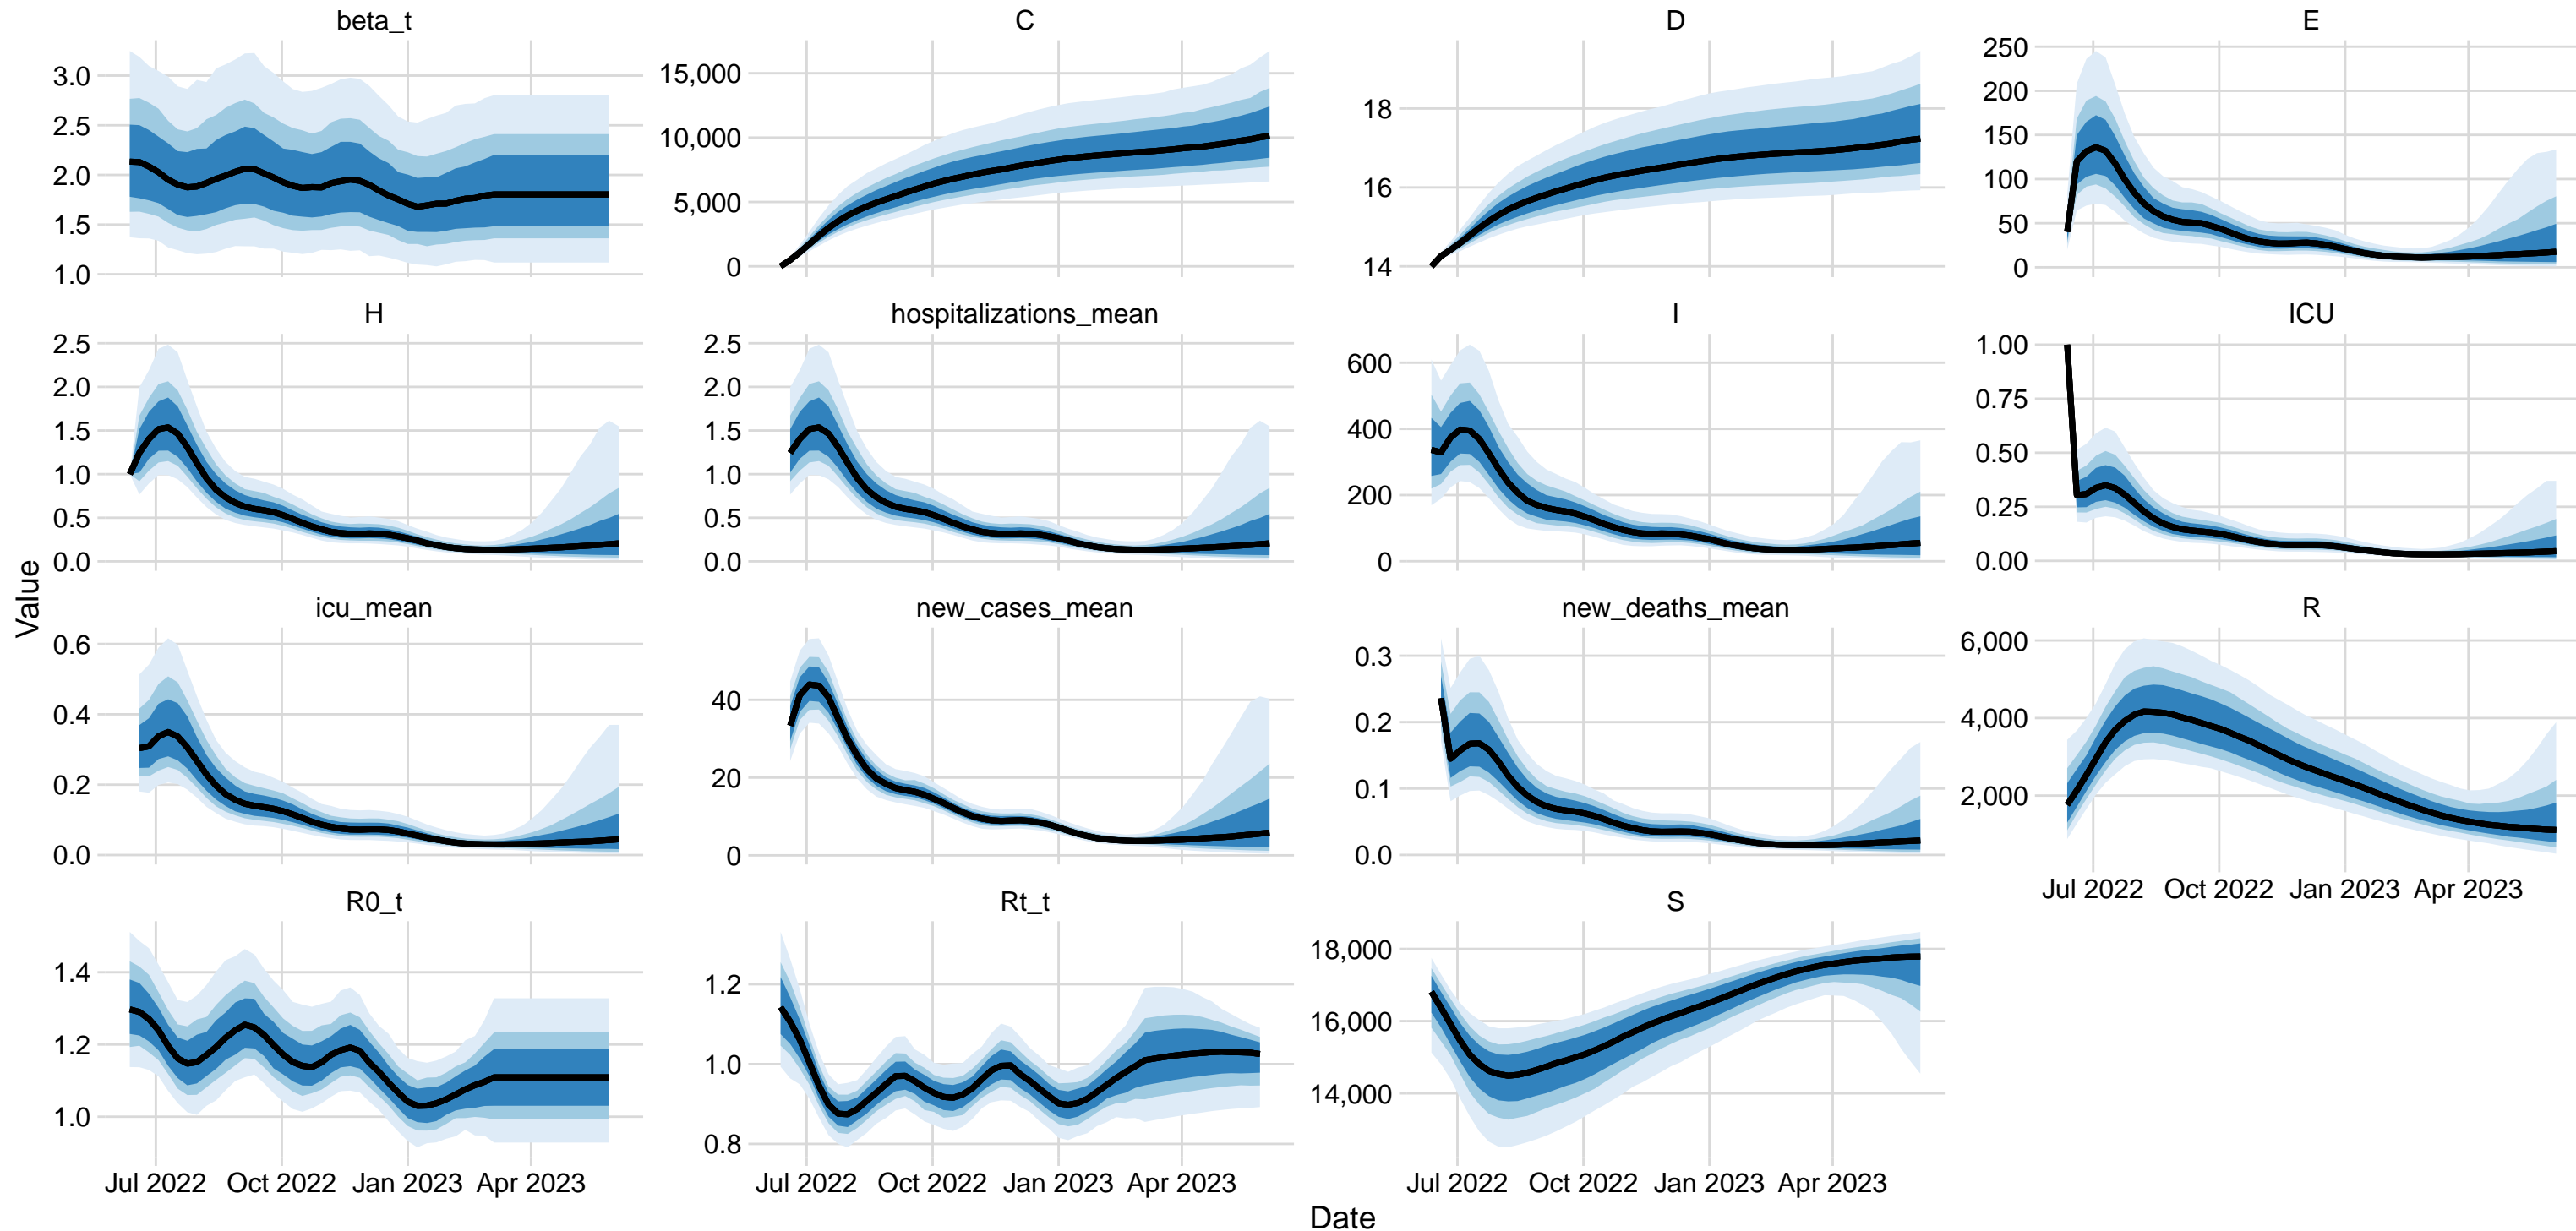 beta_t
C
D
E
3.0
2.5
2.0
1.5
1.0
15,000
10,000
5,000
0
18
16
14
250
200
150
100
50
0
H
hospitalizations_mean
I
ICU
2.5
2.0
1.5
1.0
0.5
0.0
2.5
2.0
1.5
1.0
0.5
0.0
600
400
200
0
1.00
0.75
0.50
0.25
0.00
Value
icu_mean
new_cases_mean
new_deaths_mean
R
0.6
0.4
0.2
0.0
40
20
0
0.3
0.2
0.1
0.0
6,000
4,000
2,000
Jul 2022 Oct 2022 Jan 2023 Apr 2023
R0_t
Rt_t
S
1.4
1.2
1.0
1.2
1.0
0.8
18,000
16,000
14,000
Jul 2022 Oct 2022 Jan 2023 Apr 2023
Jul 2022 Oct 2022 Jan 2023 Apr 2023
Jul 2022 Oct 2022 Jan 2023 Apr 2023
Date